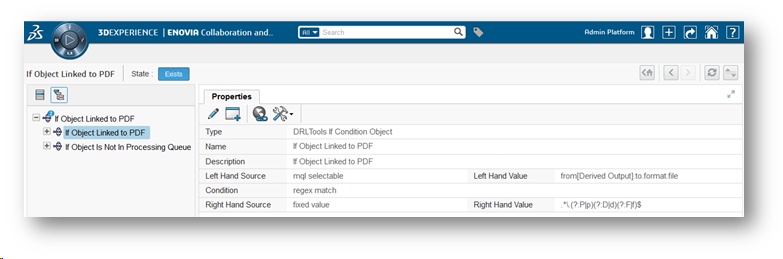 3DEXPERIENCE | ENOVIA Collaboration and..
All
Search
Admin Platform
If Object Linked to PDF
State :
Exists
If Object Linked to PDF
If Object Linked to PDF
If Object Is Not In Processing Queue
Properties
Type DRLTools If Condition Object
Name If Object Linked to PDF
Description If Object Linked to PDF
Left Hand Source mql selectable Left Hand Value from[Derived Output].to.format.file
Condition regex match
Right Hand Source fixed value Right Hand Value .*\.(?:P|p)(?:D|d)(?:F|f)$